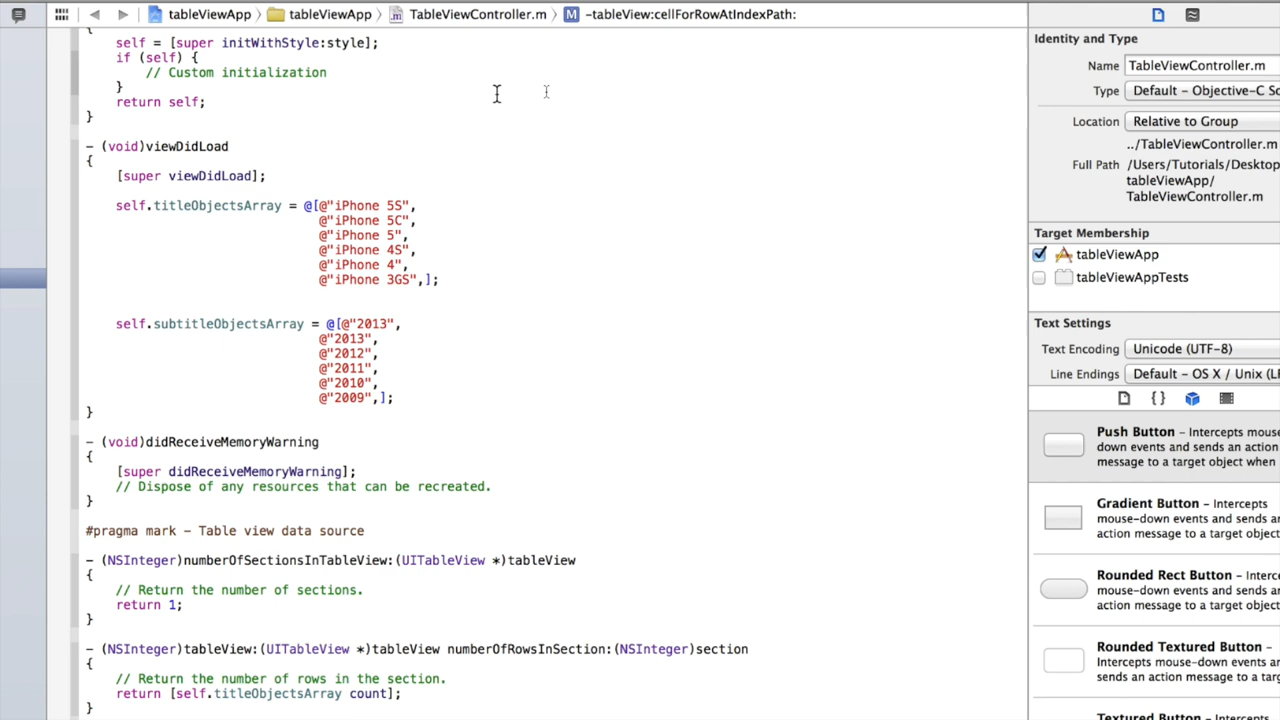 tableViewApp tableViewApp TableViewController.m M -tableView:cellForRowAtIndexPath:
{
self = [super initWithStyle:style];
if (self) {
// Custom initialization
}
return self;
}
- (void)viewDidLoad
{
[super viewDidLoad];
self.titleObjectsArray = @[@"iPhone 5S",
@"iPhone 5C",
@"iPhone 5",
@"iPhone 4S",
@"iPhone 4",
@"iPhone 3GS",];
self.subtitleObjectsArray = @[@"2013",
@"2013",
@"2012",
@"2011",
@"2010",
@"2009",];
}
- (void)didReceiveMemoryWarning
{
[super didReceiveMemoryWarning];
// Dispose of any resources that can be recreated.
}
#pragma mark - Table view data source
- (NSInteger)numberOfSectionsInTableView:(UITableView *)tableView
{
// Return the number of sections.
return 1;
}
- (NSInteger)tableView:(UITableView *)tableView numberOfRowsInSection:(NSInteger)section
{
// Return the number of rows in the section.
return [self.titleObjectsArray count];
}
Identity and Type
Name TableViewController.m
Type Default - Objective-C So
Location Relative to Group
../TableViewController.m
Full Path /Users/Tutorials/Desktop
tableViewApp/
TableViewController.m
Target Membership
tableViewApp
tableViewAppTests
Text Settings
Text Encoding Unicode (UTF-8)
Line Endings Default - OS X / Unix (LF
{ }
Push Button - Intercepts mouse-
down events and sends an action
message to a target object when
Gradient Button - Intercepts
mouse-down events and sends an
action message to a target object
Rounded Rect Button - Interce
mouse-down events and sends an
action message to a target object
Rounded Textured Button -
Intercepts mouse-down events and
sends an action message to a targ
Textured Button - Intercepts